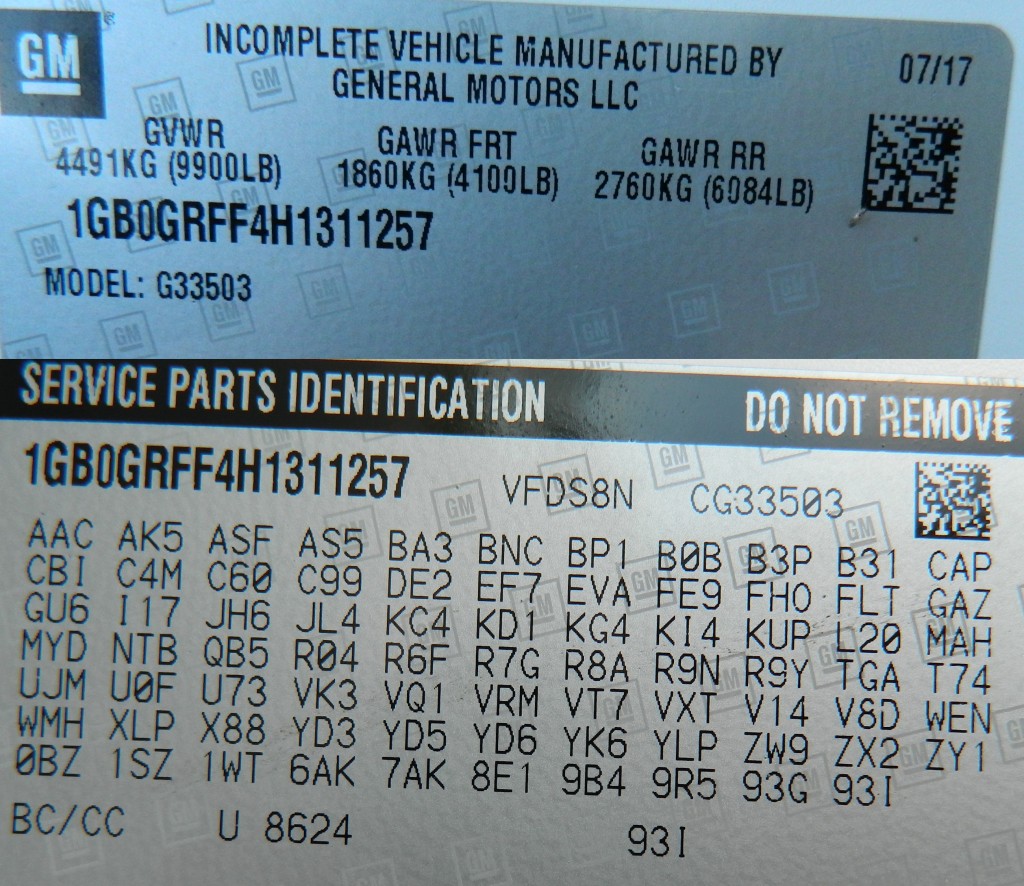 GM
INCOMPLETE VEHICLE MANUFACTURED BY
GENERAL MOTORS LLC
07/17
GVWR GAWR FRT GAWR RR
4491KG (9900LB) 1860KG (4100LB) 2760KG (6084LB)
1GB0GRFF4H1311257
MODEL: G33503
SERVICE PARTS IDENTIFICATION DO NOT REMOVE
1GB0GRFF4H1311257 VFDS8N CG33503
AAC AK5 ASF AS5 BA3 BNC BP1 B0B B3P B31 CAP
CBI C4M C60 C99 DE2 EF7 EVA FE9 FHO FLT GAZ
GU6 I17 JH6 JL4 KC4 KD1 KG4 KI4 KUP L20 MAH
MYD NTB QB5 R04 R6F R7G R8A R9N R9Y TGA T74
UJM U0F U73 VK3 VQ1 VRM VT7 VXT V14 V8D WEN
WMH XLP X88 YD3 YD5 YD6 YK6 YLP ZW9 ZX2 ZY1
0BZ 1SZ 1WT 6AK 7AK 8E1 9B4 9R5 93G 93I
BC/CC U 8624 93I